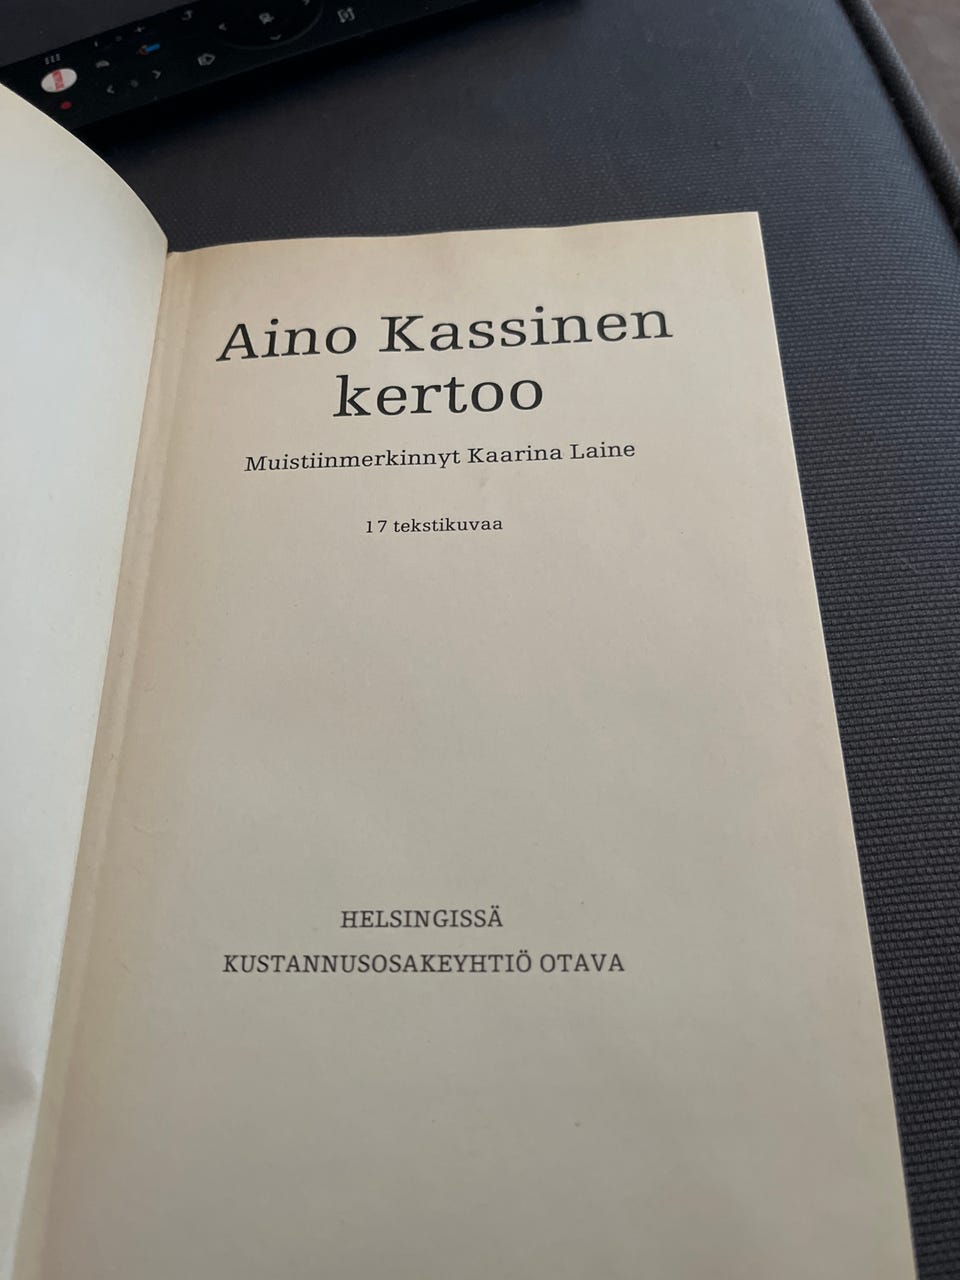 Aino Kassinen
kertoo
Muistiinmerkinnyt Kaarina Laine
17 tekstikuvaa
HELSINGISSÄ
KUSTANNUSOSAKEYHTIÖ OTAVA